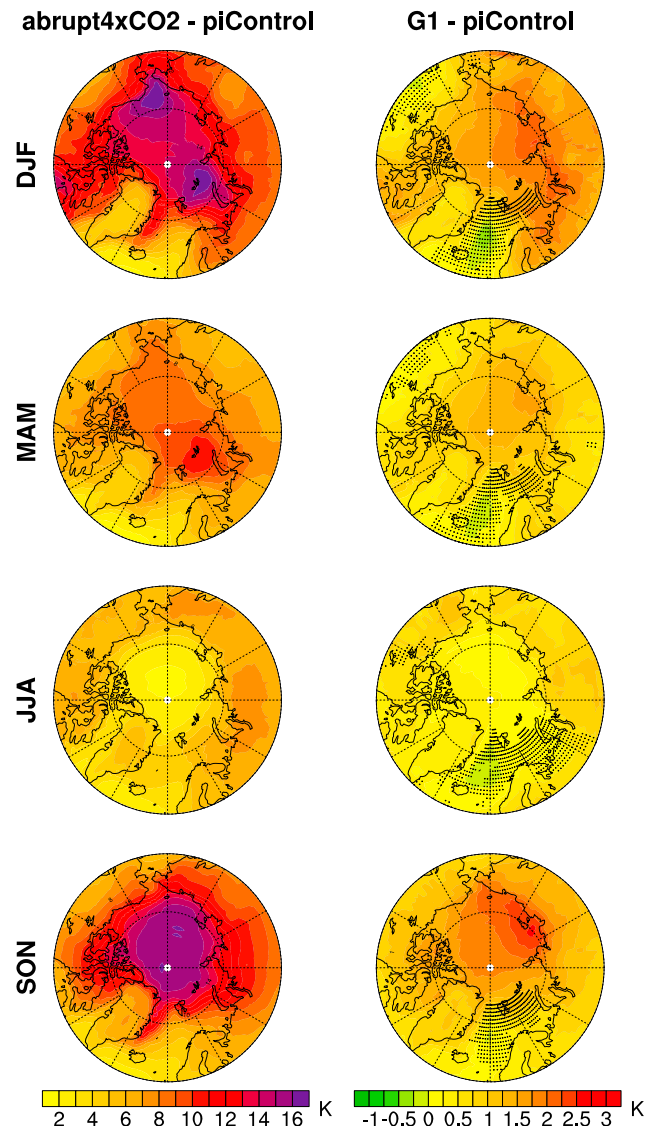 abrupt4xCO2 - piControl
G1 - piControl
DJF
MAM
JJA
SON
2 4 6 8 10 12 14 16 K
-1 -0.5 0 0.5 1 1.5 2 2.5 3 K